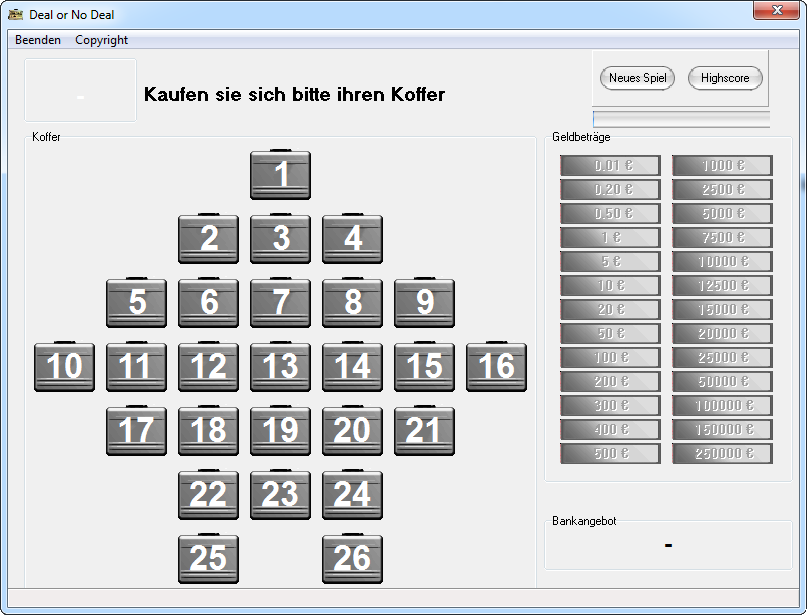 Deal or No Deal
Beenden Copyright
-
Kaufen sie sich bitte ihren Koffer
Neues Spiel Highscore
Koffer
1
2 3 4
5 6 7 8 9
10 11 12 13 14 15 16
17 18 19 20 21
22 23 24
25 26
Geldbeträge
0,01 € 1000 €
0,20 € 2500 €
0,50 € 5000 €
1 € 7500 €
5 € 10000 €
10 € 12500 €
20 € 15000 €
50 € 20000 €
100 € 25000 €
200 € 50000 €
300 € 100000 €
400 € 150000 €
500 € 250000 €
Bankangebot
-